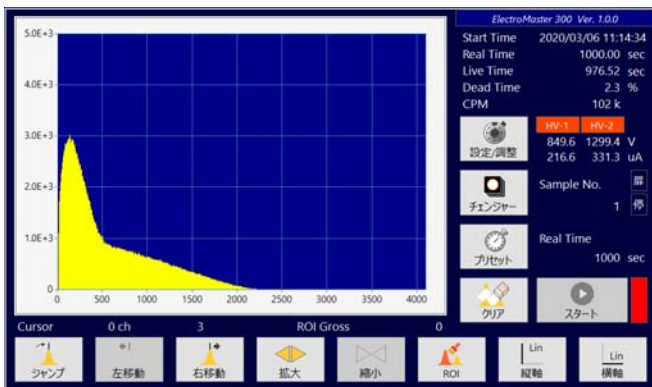 ElectroMaster 300 Ver. 1.0.0
Start Time 2020/03/06 11:14:34
Real Time 1000.00 sec
Live Time 976.52 sec
Dead Time 2.3 %
CPM 102 k
HV-1 HV-2
849.6 1299.4 V
216.6 331.3 uA
設定/調整
Sample No. 扉
1 停
チェンジャー
Real Time
1000 sec
プリセット
クリア
スタート
5.0E+3
4.0E+3
3.0E+3
2.0E+3
1.0E+3
0
0 500 1000 1500 2000 2500 3000 3500 4000
Cursor 0 ch 3 ROI Gross 0
ジャンプ
左移動
右移動
拡大
縮小
ROI
Lin
縦軸
Lin
横軸